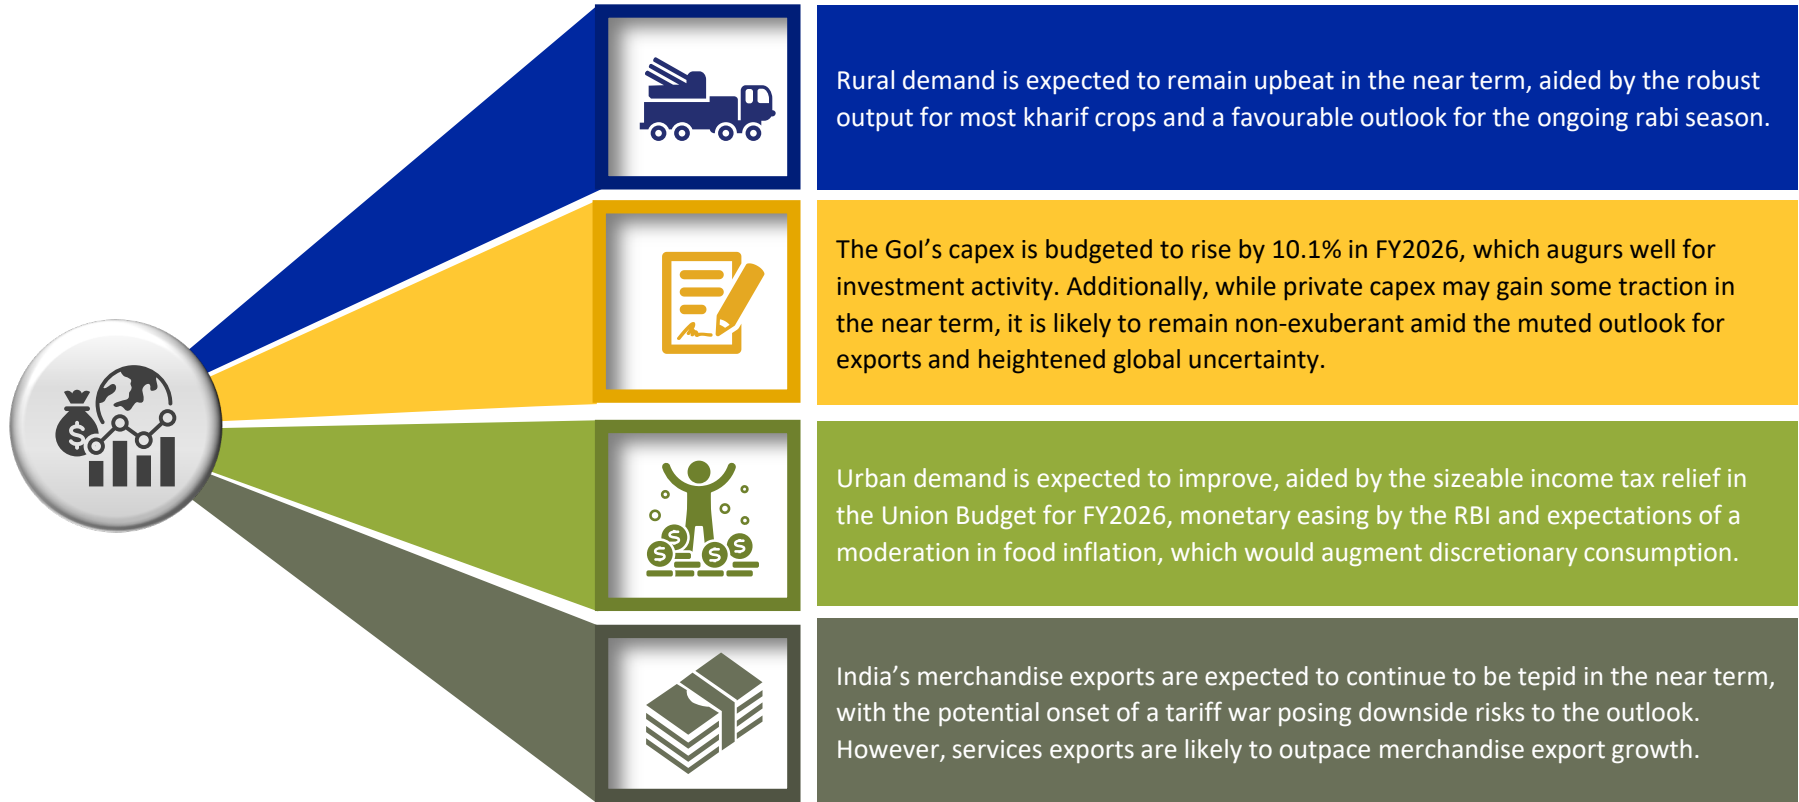 Rural demand is expected to remain upbeat in the near term, aided by the robust
output for most kharif crops and a favourable outlook for the ongoing rabi season.
The GoI’s capex is budgeted to rise by 10.1% in FY2026, which augurs well for
investment activity. Additionally, while private capex may gain some traction in
the near term, it is likely to remain non-exuberant amid the muted outlook for
exports and heightened global uncertainty.
Urban demand is expected to improve, aided by the sizeable income tax relief in
the Union Budget for FY2026, monetary easing by the RBI and expectations of a
moderation in food inflation, which would augment discretionary consumption.
India’s merchandise exports are expected to continue to be tepid in the near term,
with the potential onset of a tariff war posing downside risks to the outlook.
However, services exports are likely to outpace merchandise export growth.